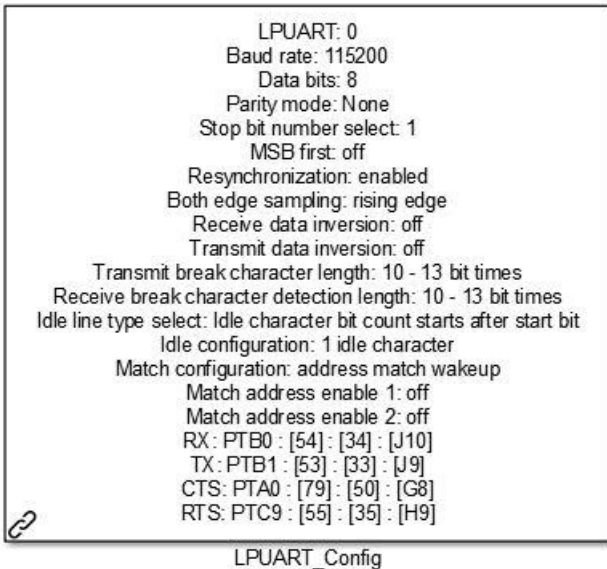 LPUART: 0
Baud rate: 115200
Data bits: 8
Parity mode: None
Stop bit number select: 1
MSB first: off
Resynchronization: enabled
Both edge sampling: rising edge
Receive data inversion: off
Transmit data inversion: off
Transmit break character length: 10 - 13 bit times
Receive break character detection length: 10 - 13 bit times
Idle line type select: Idle character bit count starts after start bit
Idle configuration: 1 idle character
Match configuration: address match wakeup
Match address enable 1: off
Match address enable 2: off
RX: PTB0 : [54] : [34] : [J10]
TX: PTB1 : [53] : [33] : [J9]
CTS: PTA0 : [79] : [50] : [G8]
RTS: PTC9 : [55] : [35] : [H9]
LPUART_Config